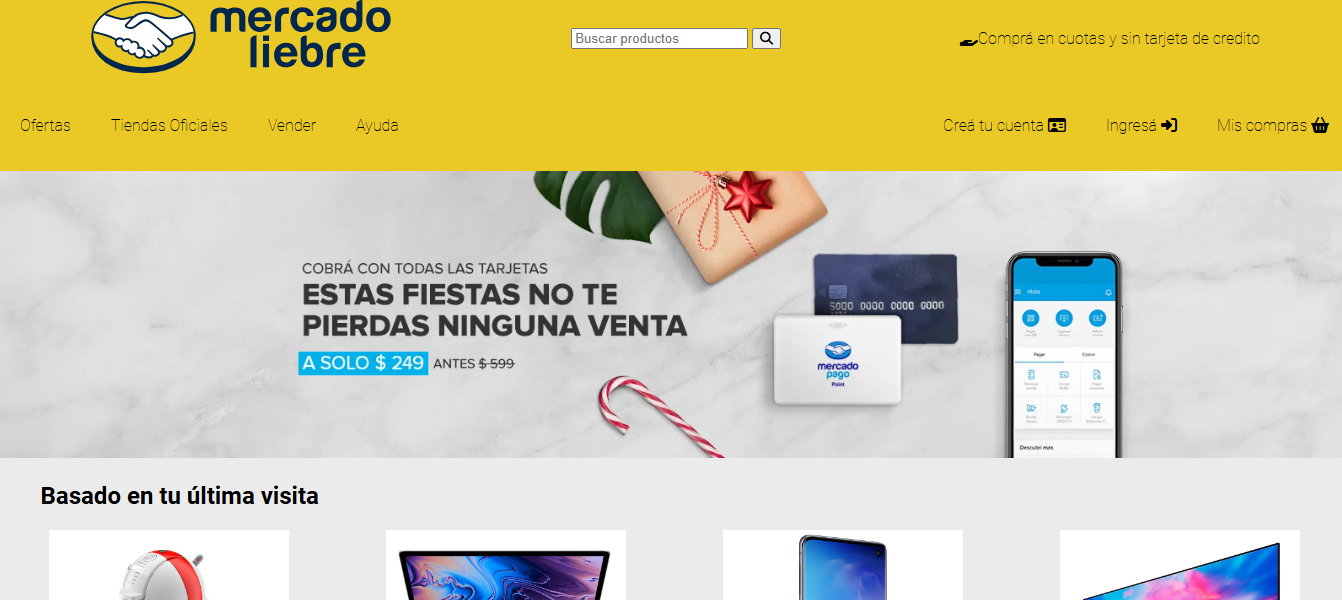 mercado
liebre
Buscar productos
Comprá en cuotas y sin tarjeta de credito
Ofertas
Tiendas Oficiales
Vender
Ayuda
Creá tu cuenta
Ingresá
Mis compras
COBRÁ CON TODAS LAS TARJETAS
ESTAS FIESTAS NO TE
PIERDAS NINGUNA VENTA
A SOLO $ 249 ANTES $ 599
5000 0000 0000 0000
mercado
pago
Point
Hola
Pagar
Cobrar
Descubrí más
Basado en tu última visita